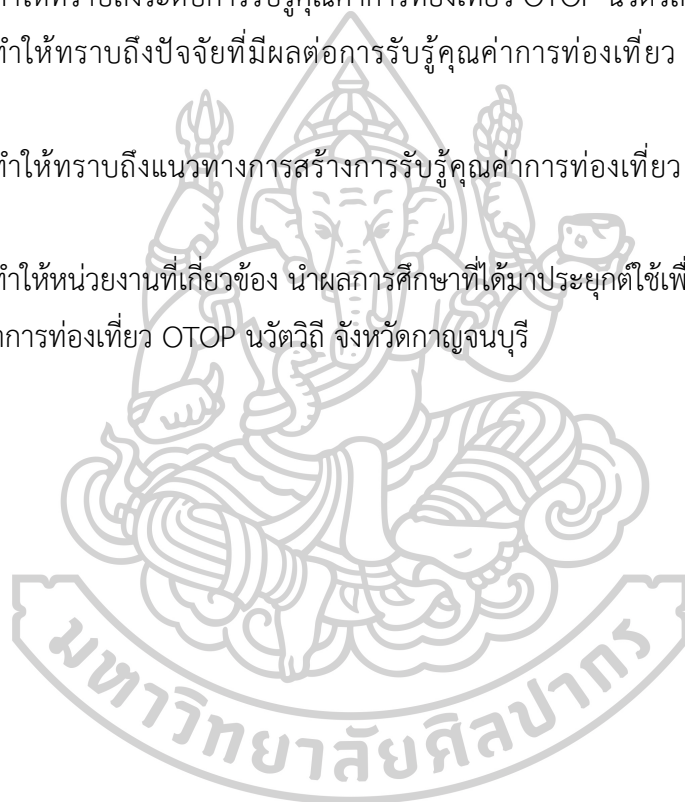 ทำให้ทราบถึงระดับการรับรู้คุณค่าการท่องเที่ยว OTOP นวัตวิถี
ทำให้ทราบถึงปัจจัยที่มีผลต่อการรับรู้คุณค่าการท่องเที่ยว
ทำให้ทราบถึงแนวทางการสร้างการรับรู้คุณค่าการท่องเที่ยว
ทำให้หน่วยงานที่เกี่ยวข้อง นำผลการศึกษาที่ได้มาประยุกต์ใช้เพื่
าการท่องเที่ยว OTOP นวัตวิถี จังหวัดกาญจนบุรี
มหาวิทยาลัยศิลปากร